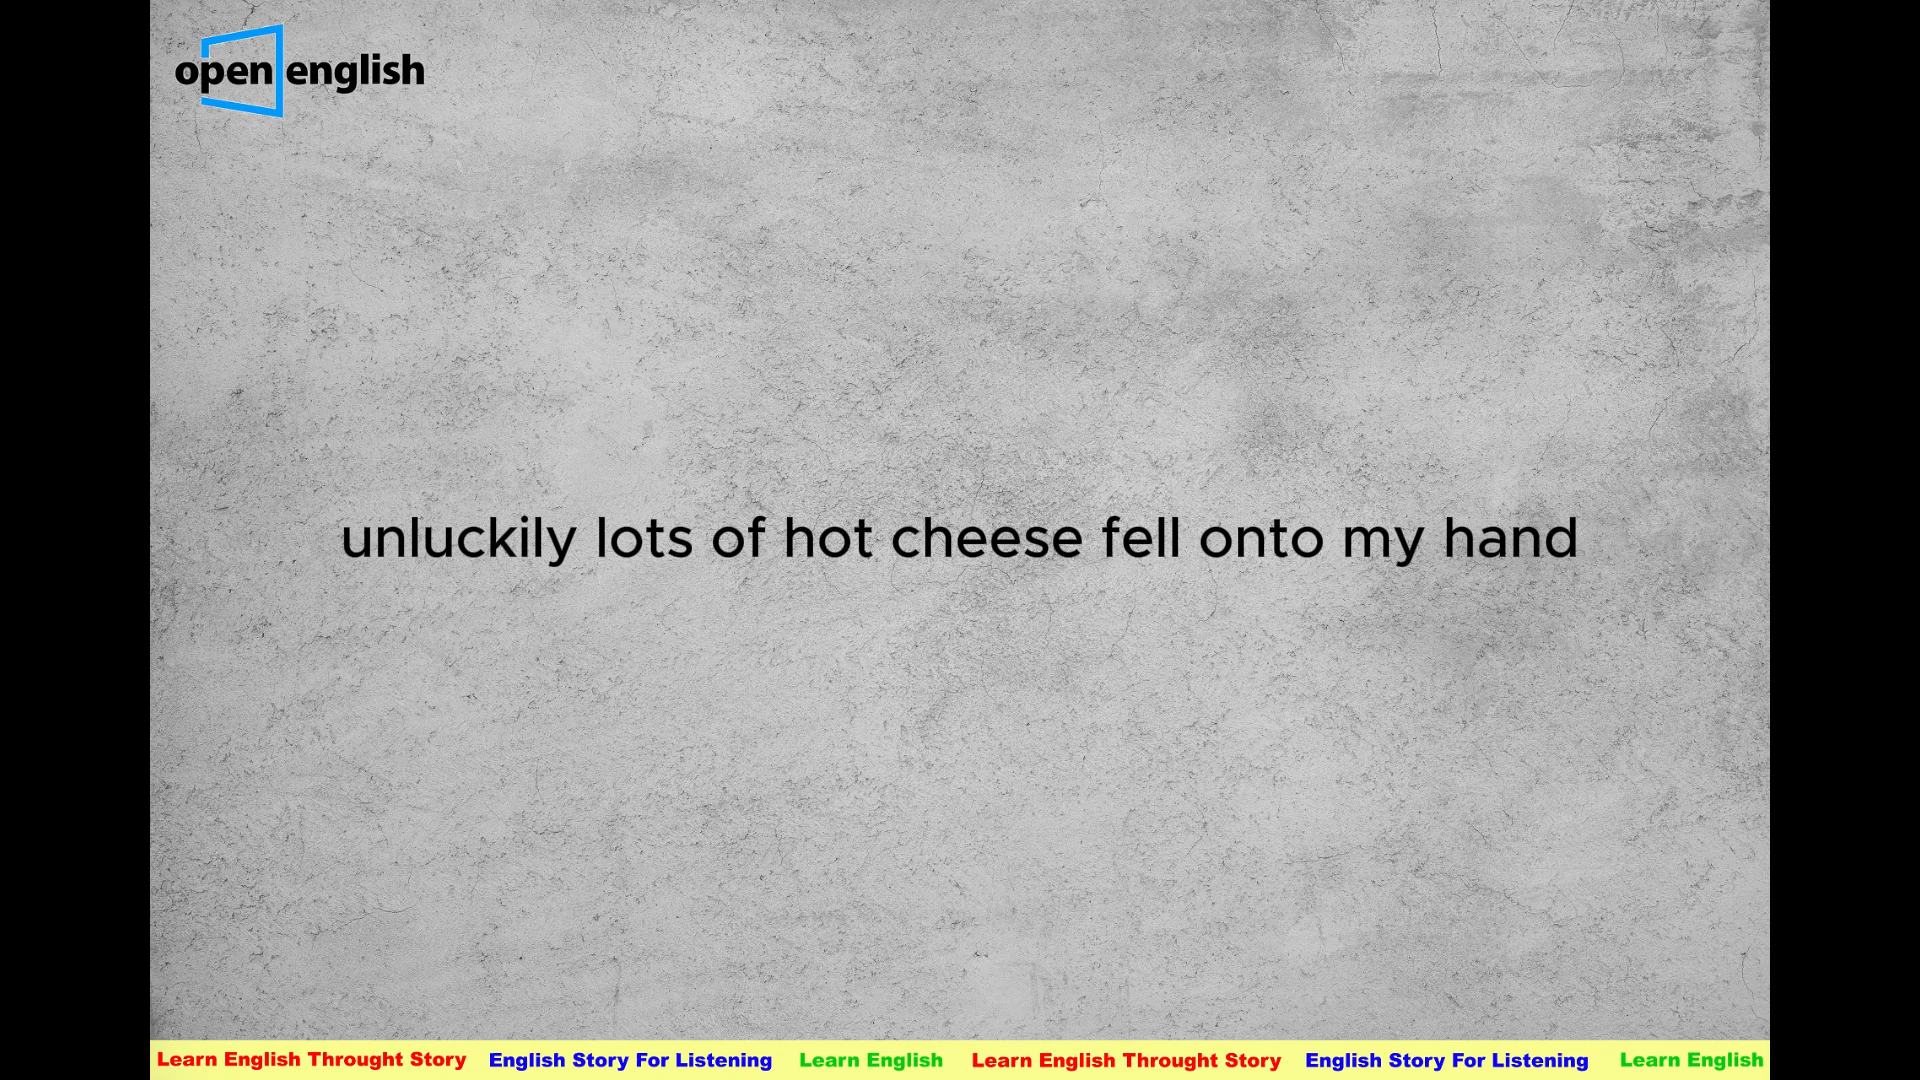 open english
unluckily lots of hot cheese fell onto my hand
Learn English Throught Story English Story For Listening Learn English Learn English Throught Story English Story For Listening Learn English